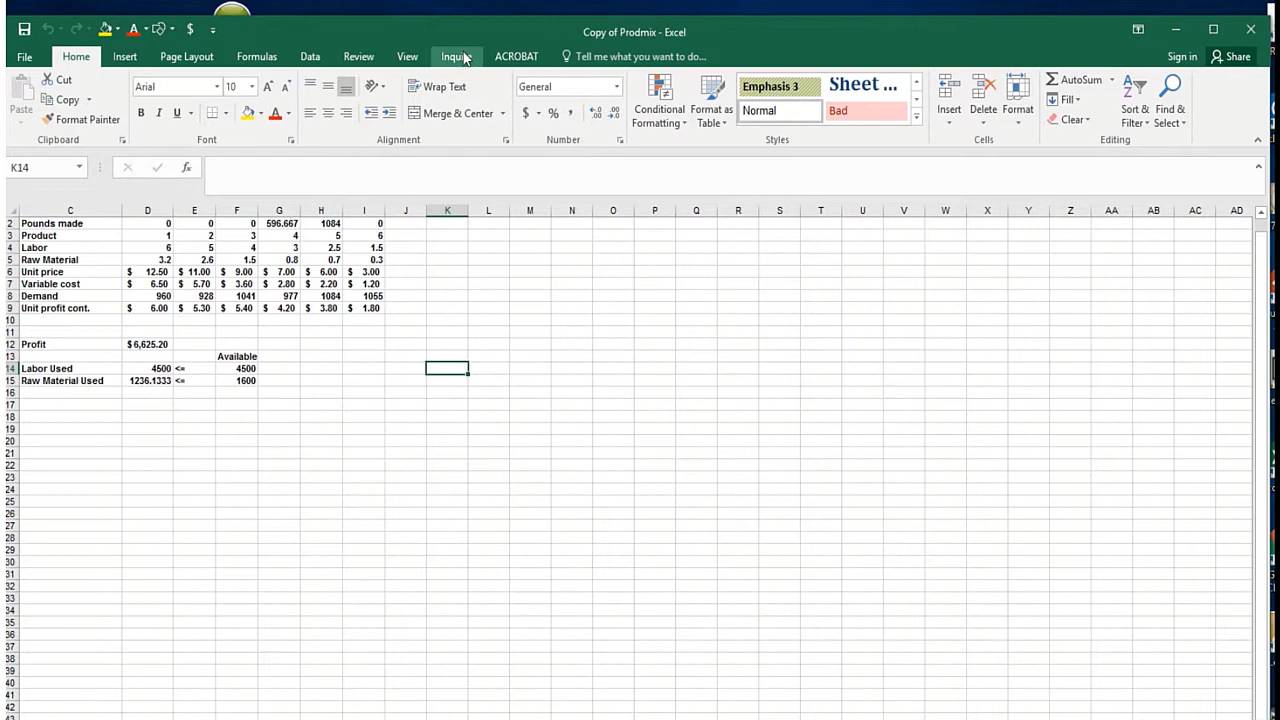 Copy of Prodmix - Excel
File Home Insert Page Layout Formulas Data Review View ACROBAT Tell me what you want to do... Sign in Share
Paste Cut Copy Format Painter Clipboard
Arial 10 B I U Font
Wrap Text Merge & Center Alignment
General $ % , Number
Conditional Formatting Format as Table Emphasis 3 Sheet ... Normal Bad Styles
Insert Delete Format Cells
AutoSum Fill Clear Sort & Filter Find & Select Editing
K14 fx
C D E F G H I J K L M N O P Q R S T U V W X Y Z AA AB AC AD
2 Pounds made 0 0 0 596.667 1084 0
3 Product 1 2 3 4 5 6
4 Labor 6 5 4 3 2.5 1.5
5 Raw Material 3.2 2.6 1.5 0.8 0.7 0.3
6 Unit price $ 12.50 $ 11.00 $ 9.00 $ 7.00 $ 6.00 $ 3.00
7 Variable cost $ 6.50 $ 5.70 $ 3.60 $ 2.80 $ 2.20 $ 1.20
8 Demand 960 928 1041 977 1084 1055
9 Unit profit cont. $ 6.00 $ 5.30 $ 5.40 $ 4.20 $ 3.80 $ 1.80
10
11
12 Profit $ 6,625.20
13 Available
14 Labor Used 4500 <= 4500
15 Raw Material Used 1236.1333 <= 1600
16
17
18
19
20
21
22
23
24
25
26
27
28
29
30
31
32
33
34
35
36
37
38
39
40
41
42